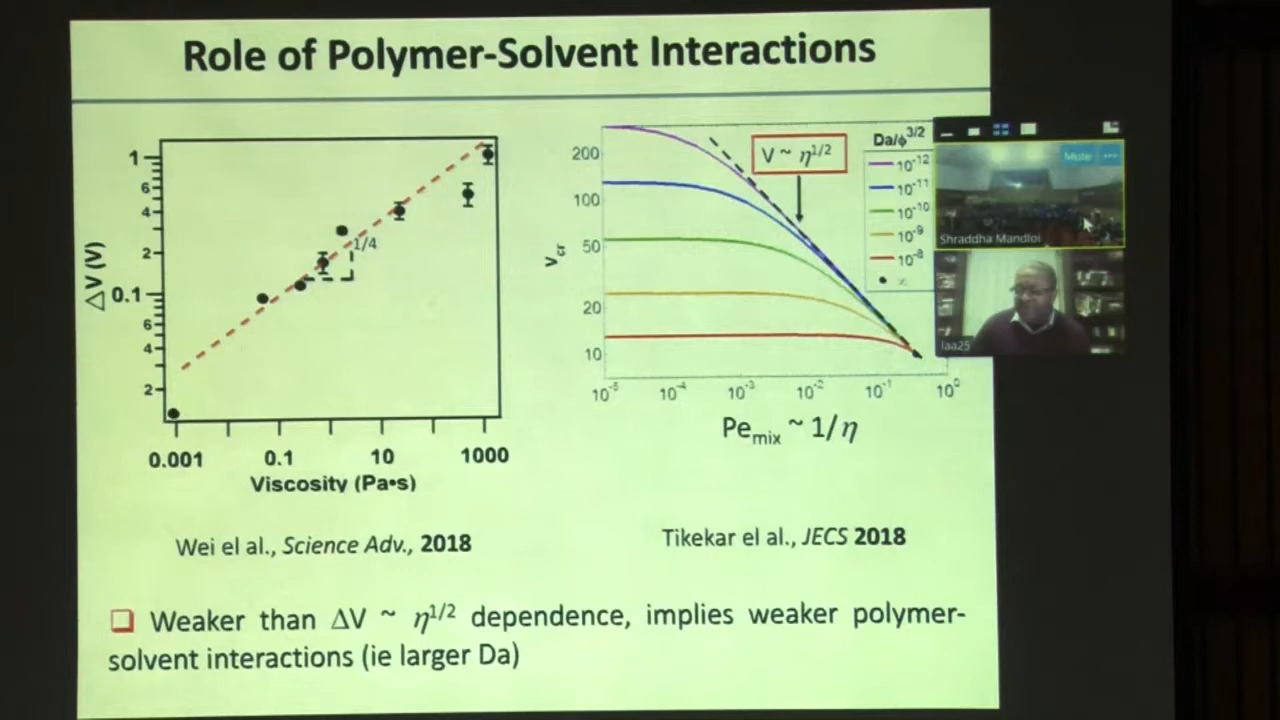 Role of Polymer-Solvent Interactions
1
6
4
2
0.1
6
4
2
ΔV (V)
1/4
0.001 0.1 10 1000
Viscosity (Pa•s)
Wei el al., Science Adv., 2018
200
100
50
20
10
Vcr
V ~ η^1/2
Da/ϕ^3/2
10^-12
10^-11
10^-10
10^-9
10^-8
10^-5 10^-4 10^-3 10^-2 10^-1 10^0
Pe_mix ~ 1/η
Tikekar el al., JECS 2018
Mute
Shraddha Mandloi
laa25
❑ Weaker than ΔV ~ η^1/2 dependence, implies weaker polymer-
solvent interactions (ie larger Da)